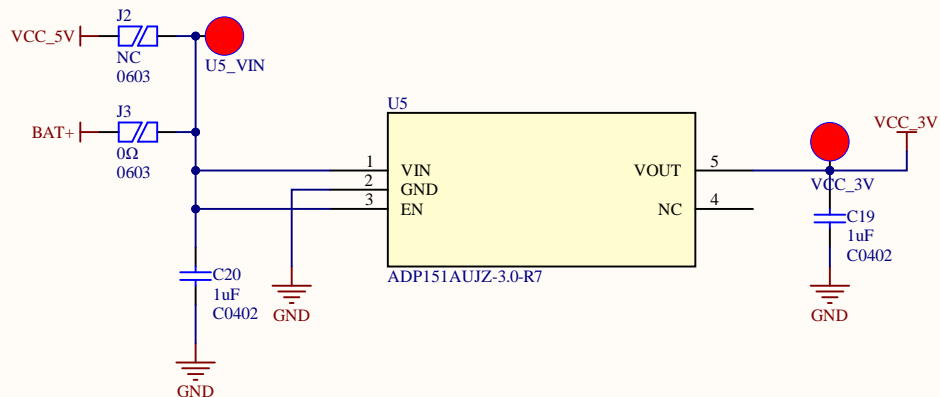 J2
VCC_5V
NC
0603
U5_VIN
J3
BAT+
0Ω
0603
U5
1
VIN
2
GND
3
EN
VOUT
5
NC
4
ADP151AUJZ-3.0-R7
VCC_3V
VCC_3V
C19
1uF
C0402
GND
C20
1uF
C0402
GND
GND